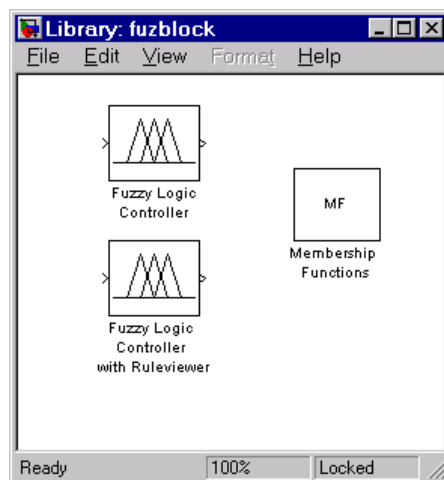 Library: fuzblock
File Edit View Format Help
Fuzzy Logic
Controller
MF
Membership
Functions
Fuzzy Logic
Controller
with Ruleviewer
Ready 100% Locked